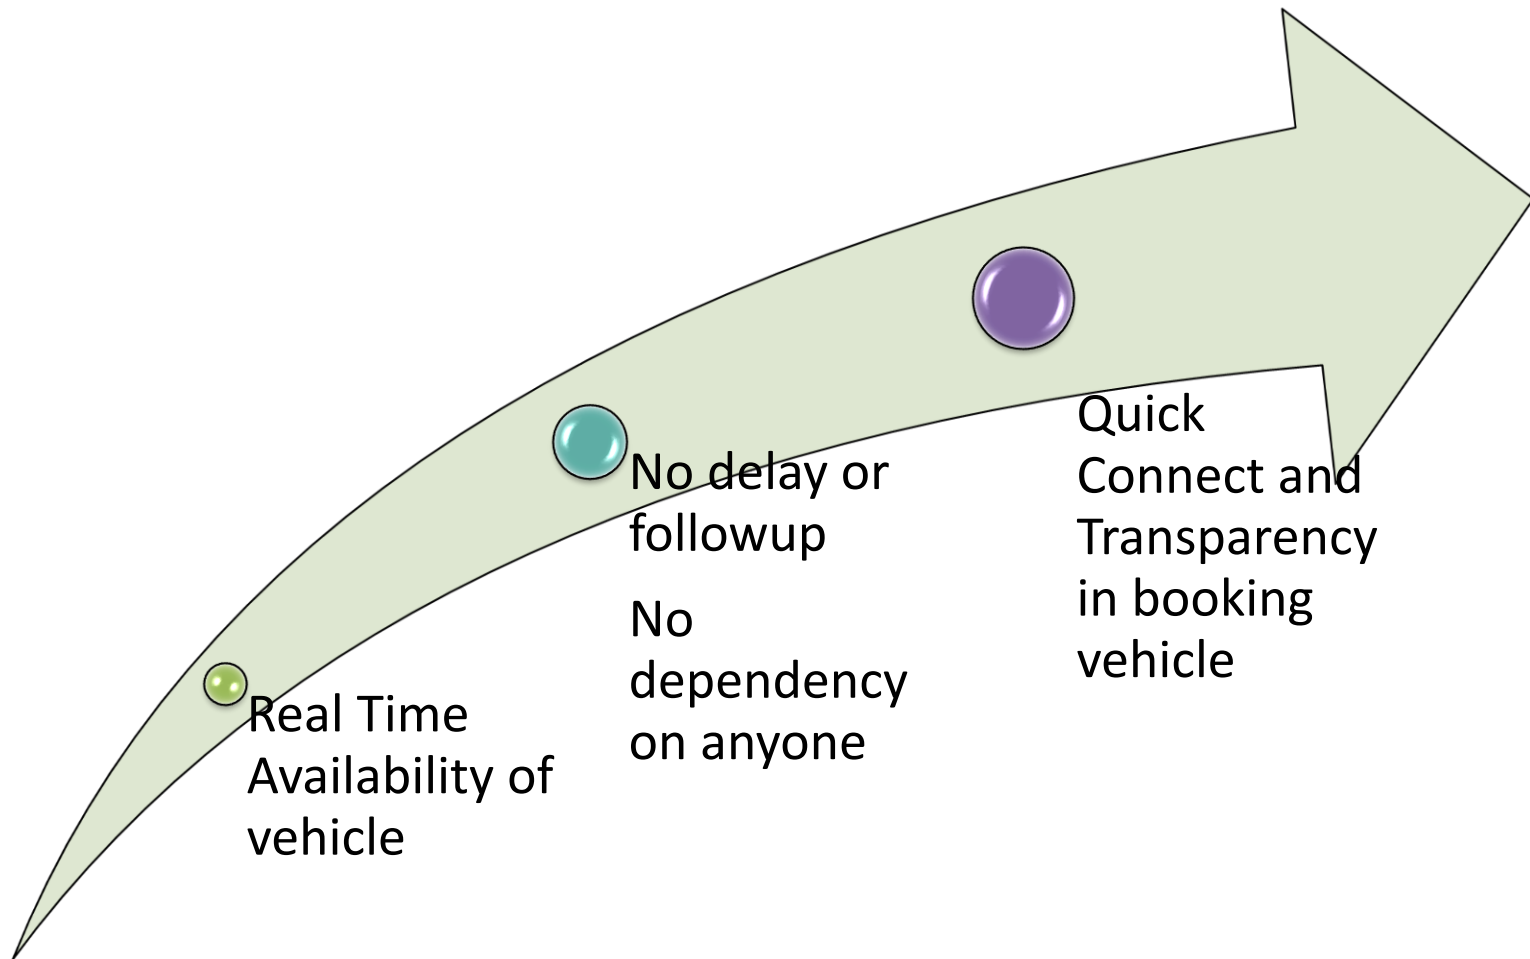 Real Time
Availability of
vehicle
No delay or
followup
No
dependency
on anyone
Quick
Connect and
Transparency
in booking
vehicle